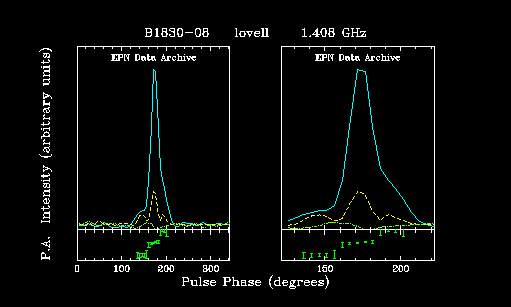 B1830-08 lovell 1.408 GHz
EPN Data Archive EPN Data Archive
P.A. Intensity (arbitrary units)
0 100 200 300 150 200
Pulse Phase (degrees)